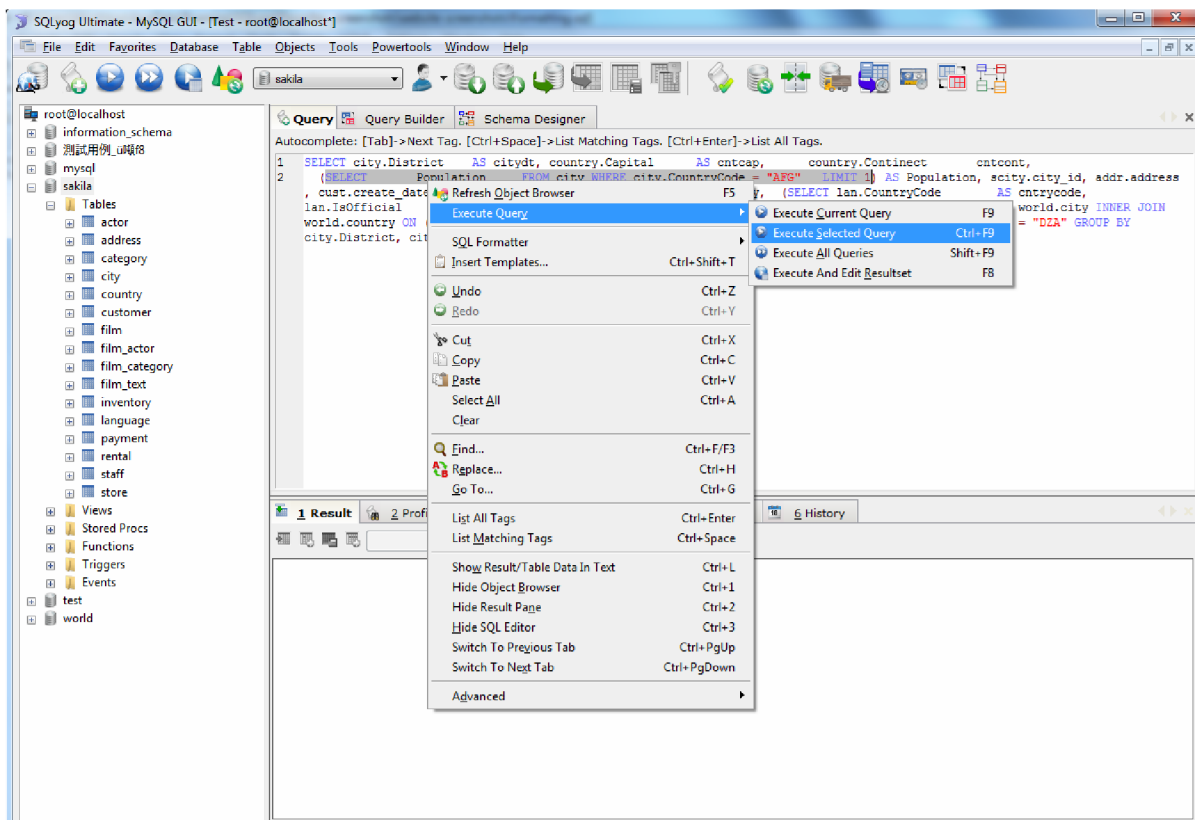 SQLyog Ultimate - MySQL GUI - [Test - root@localhost*]
File Edit Favorites Database Table Objects Tools Powertools Window Help
sakila
root@localhost
information_schema
mysql
sakila
Tables
actor
address
category
city
country
customer
film
film_actor
film_category
film_text
inventory
language
payment
rental
staff
store
Views
Stored Procs
Functions
Triggers
Events
test
world
Query Query Builder Schema Designer
Autocomplete: [Tab]->Next Tag. [Ctrl+Space]->List Matching Tags. [Ctrl+Enter]->List All Tags.
1 SELECT city.District AS citydt, country.Capital AS cntcap, country.Continect cntcont,
2 (SELECT Population FROM city WHERE city.CountryCode = "AFG" LIMIT 1) AS Population, scity.city_id, addr.address
, cust.create_date , (SELECT lan.CountryCode AS cntrycode,
lan.IsOfficial world.city INNER JOIN
world.country ON = "DZA" GROUP BY
city.District, cit
Refresh Object Browser F5
Execute Query
SQL Formatter
Insert Templates... Ctrl+Shift+T
Undo Ctrl+Z
Redo Ctrl+Y
Cut Ctrl+X
Copy Ctrl+C
Paste Ctrl+V
Select All Ctrl+A
Clear
Find... Ctrl+F/F3
Replace... Ctrl+H
Go To... Ctrl+G
List All Tags Ctrl+Enter
List Matching Tags Ctrl+Space
Show Result/Table Data In Text Ctrl+L
Hide Object Browser Ctrl+1
Hide Result Pane Ctrl+2
Hide SQL Editor Ctrl+3
Switch To Previous Tab Ctrl+PgUp
Switch To Next Tab Ctrl+PgDown
Advanced
Execute Current Query F9
Execute Selected Query Ctrl+F9
Execute All Queries Shift+F9
Execute And Edit Resultset F8
1 Result 2 Profi 6 History